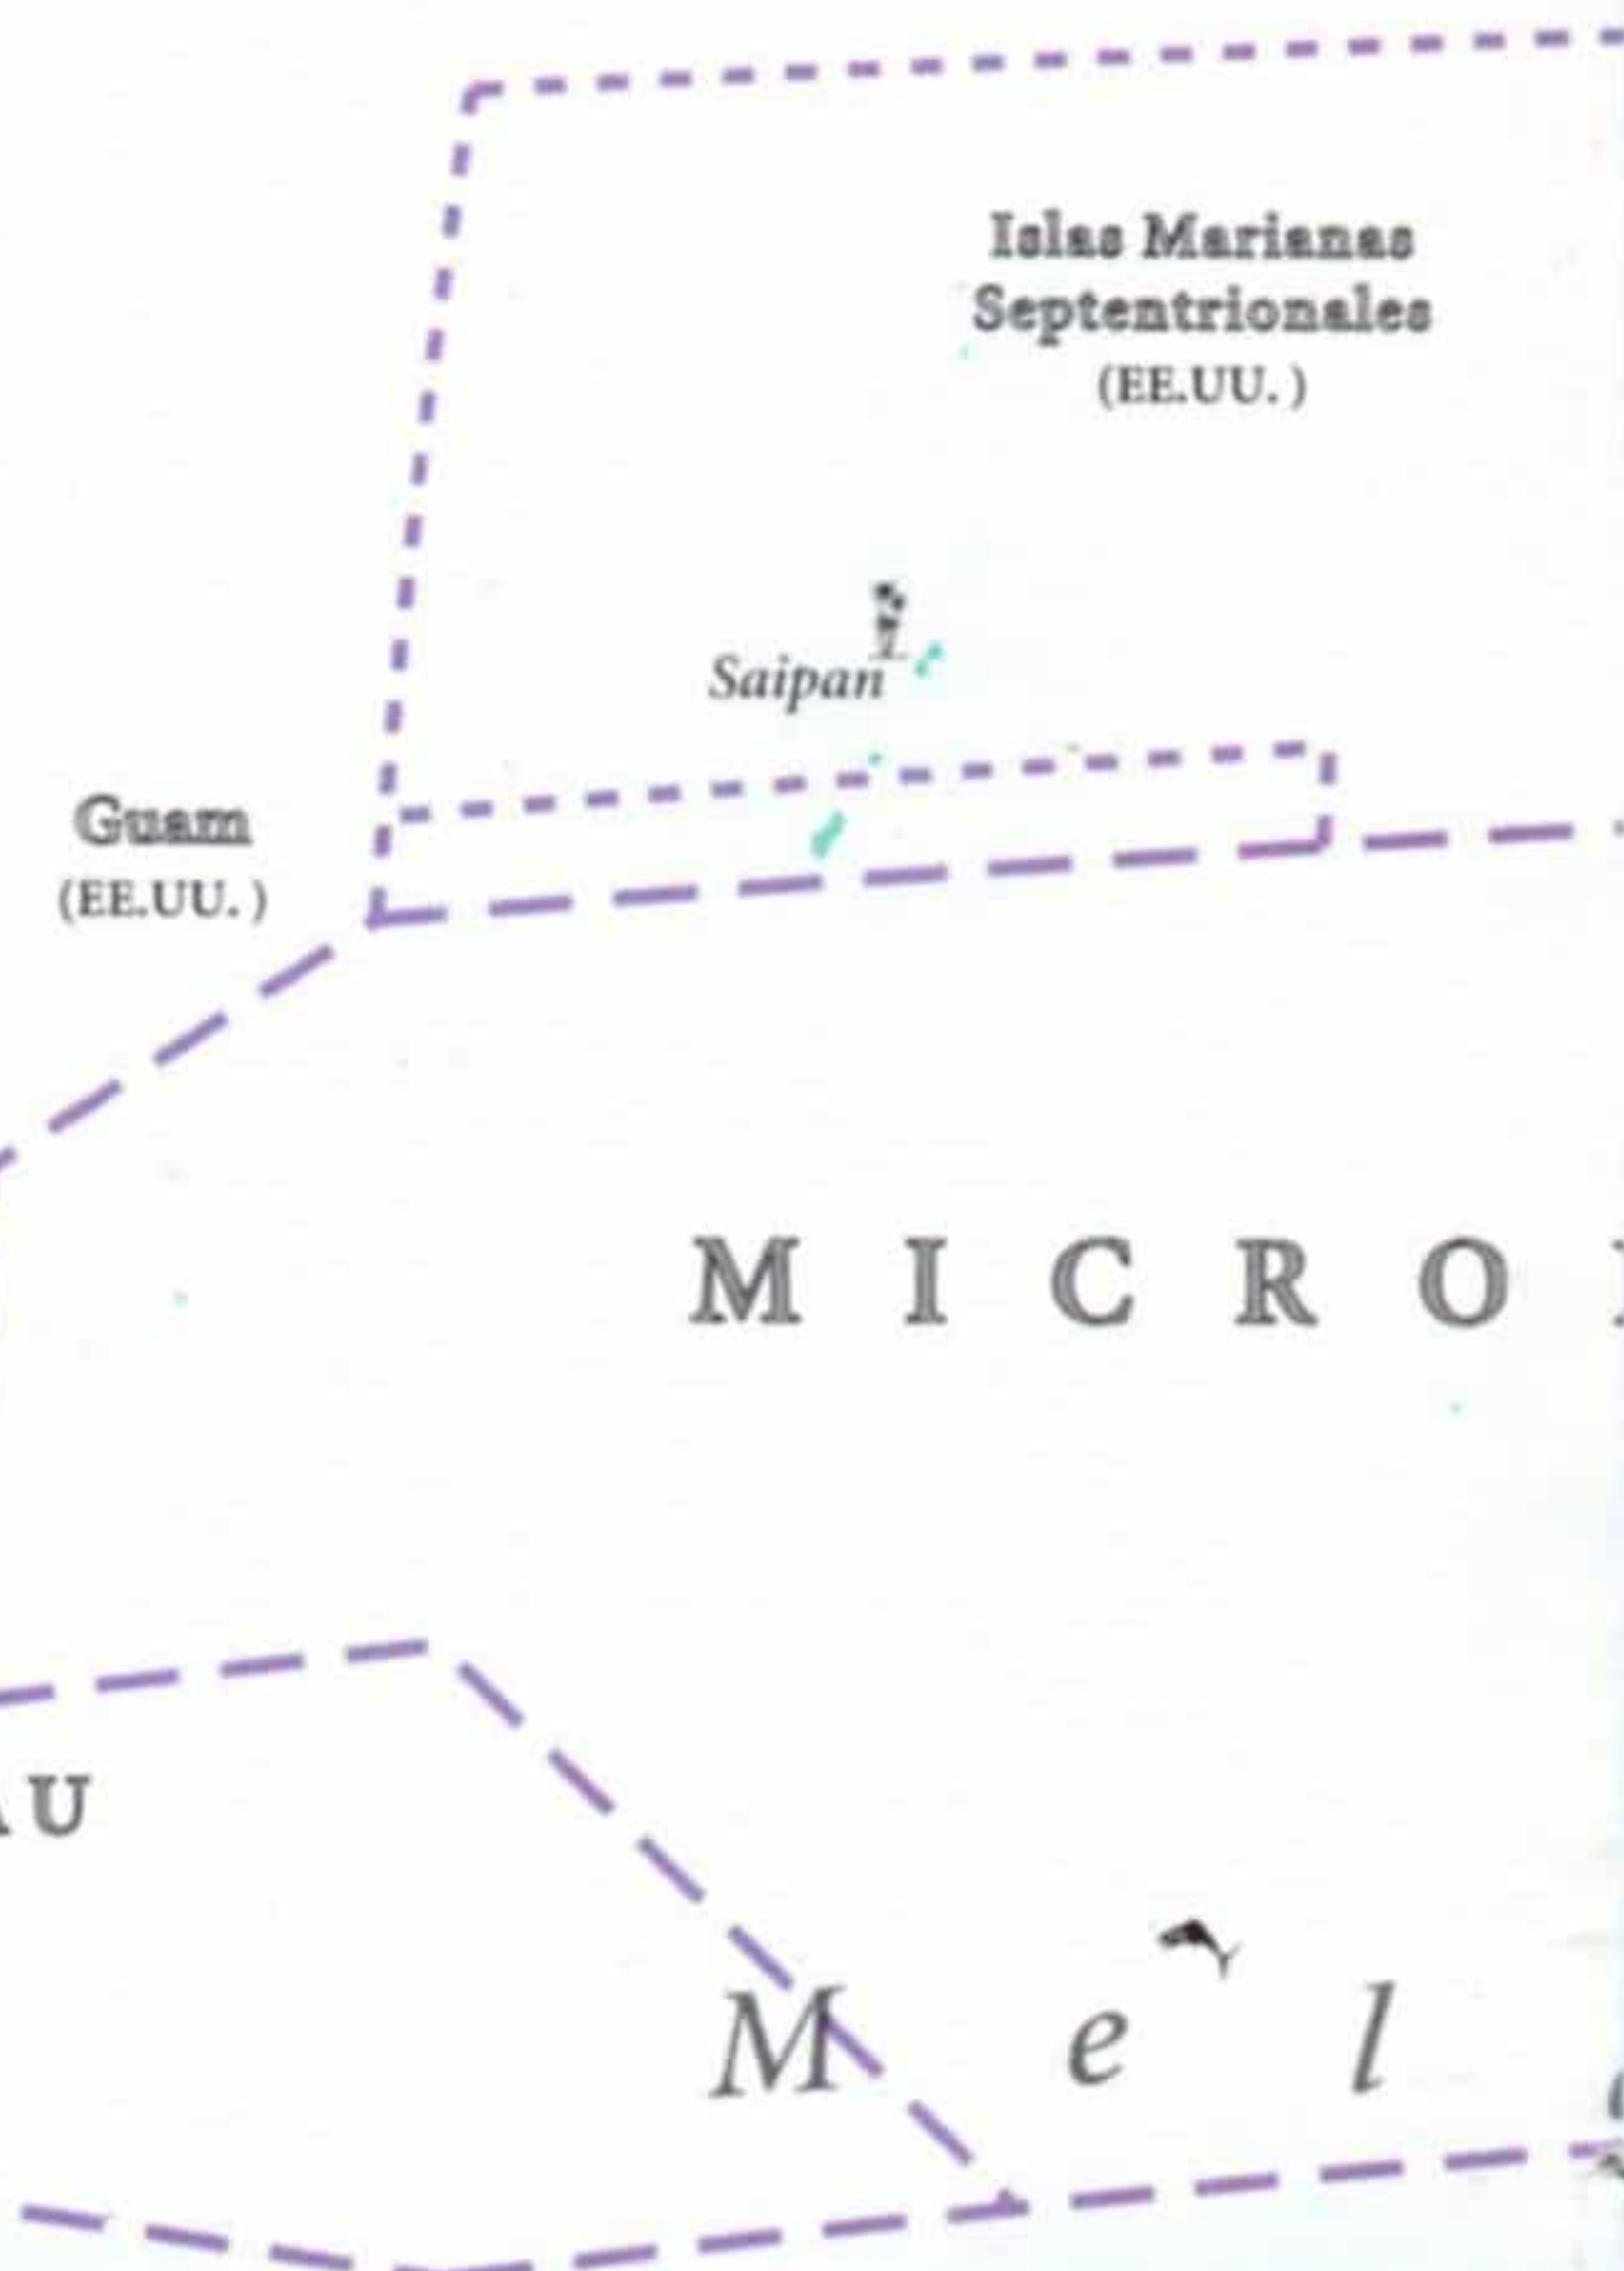 Islas Marianas
Septentrionales
(EE.UU. )
Saipan
Guam
(EE.UU. )
M I C R O
U
M e l